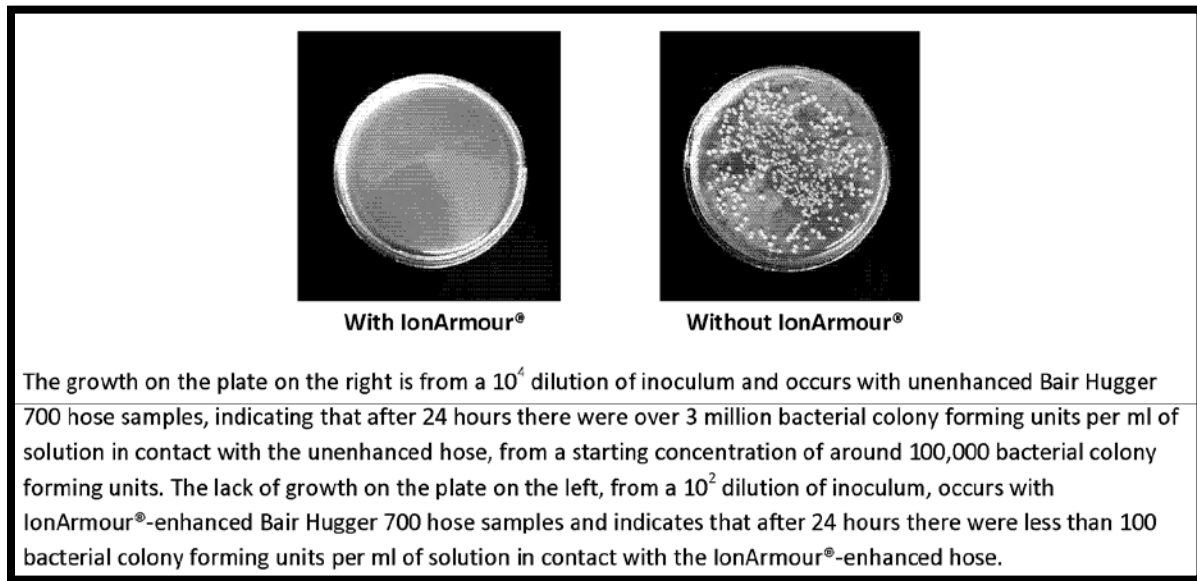 With IonArmour®
Without IonArmour®
The growth on the plate on the right is from a 10⁴ dilution of inoculum and occurs with unenhanced Bair Hugger
700 hose samples, indicating that after 24 hours there were over 3 million bacterial colony forming units per ml of
solution in contact with the unenhanced hose, from a starting concentration of around 100,000 bacterial colony
forming units. The lack of growth on the plate on the left, from a 10² dilution of inoculum, occurs with
IonArmour®-enhanced Bair Hugger 700 hose samples and indicates that after 24 hours there were less than 100
bacterial colony forming units per ml of solution in contact with the IonArmour®-enhanced hose.